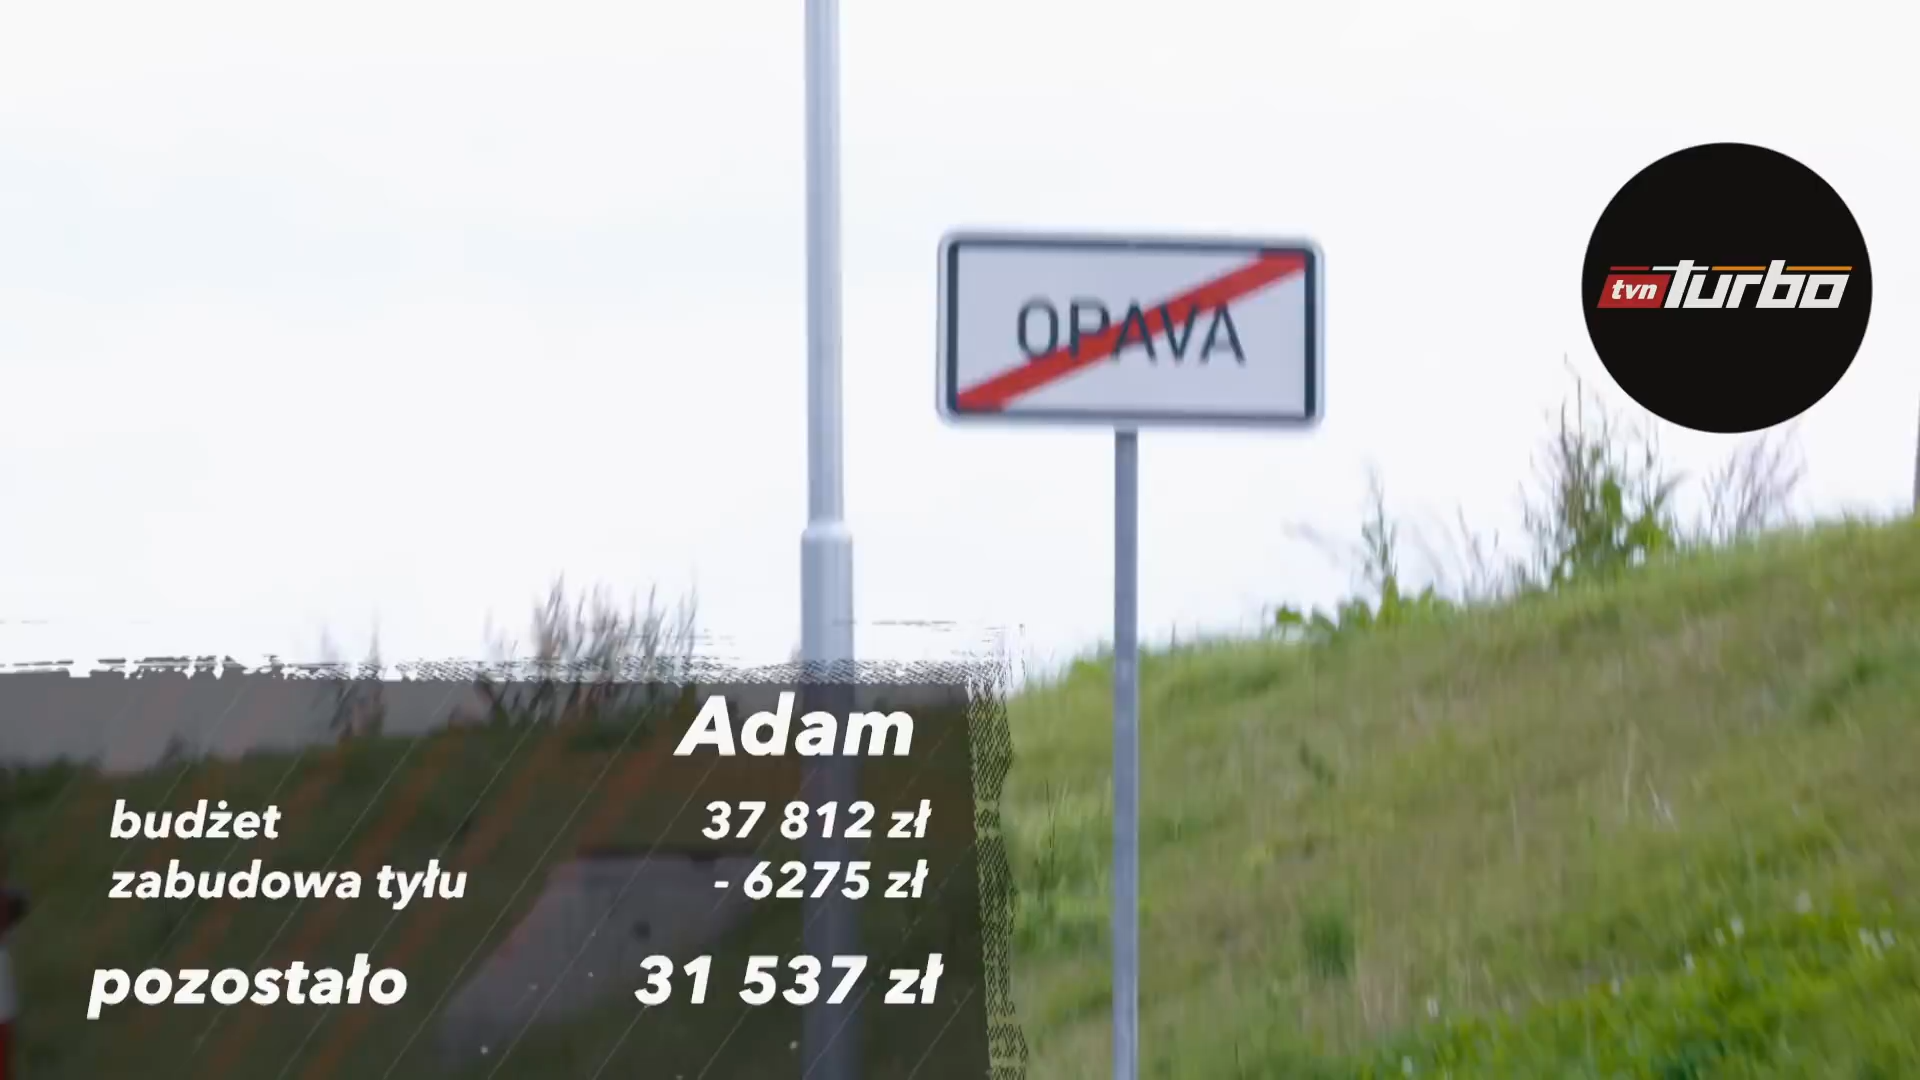 OPAVA
tvn turbo
Adam
budżet 37 812 zł
zabudowa tyłu - 6275 zł
pozostało 31 537 zł